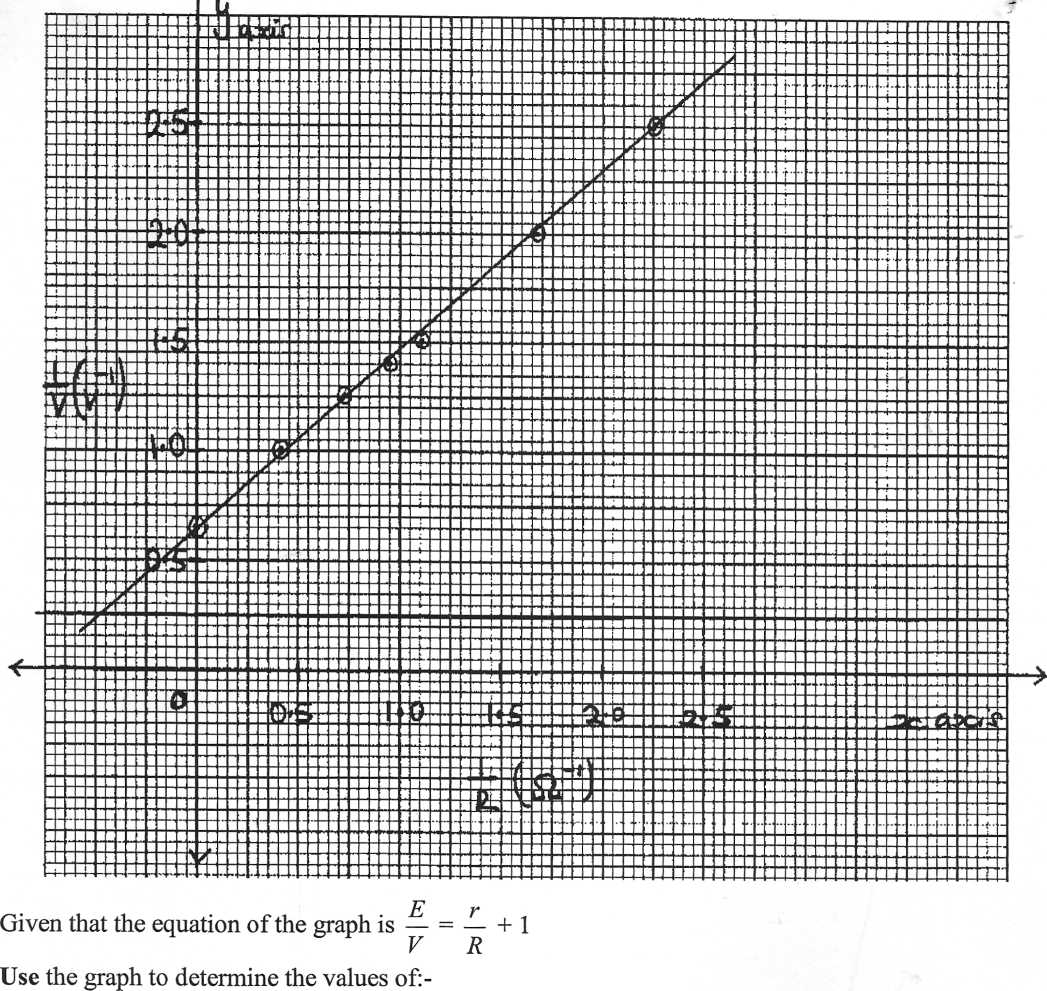 y axis
2.5
2.0
1.5
1/V (V⁻¹)
1.0
0.5
0 0.5 1.0 1.5 2.0 2.5 x axis
1/R (Ω⁻¹)
Given that the equation of the graph is E/V = r/R + 1
Use the graph to determine the values of:-